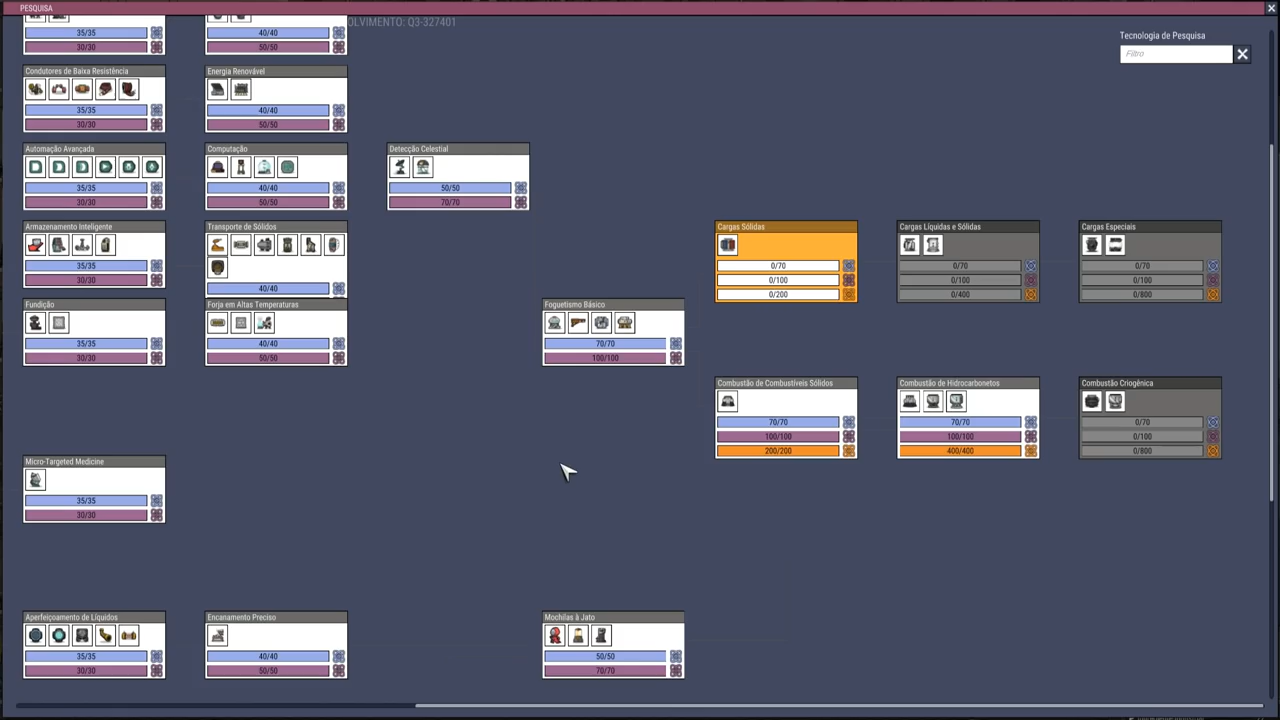 PESQUISA
OLVIMENTO: Q3-327401
Tecnologia de Pesquisa
Filtro
35/35
30/30
40/40
50/50
Condutores de Baixa Resistência
35/35
30/30
Energia Renovável
40/40
50/50
Automação Avançada
35/35
30/30
Computação
40/40
50/50
Detecção Celestial
50/50
70/70
Armazenamento Inteligente
35/35
30/30
Transporte de Sólidos
40/40
Cargas Sólidas
0/70
0/100
0/200
Cargas Líquidas e Sólidas
0/70
0/100
0/400
Cargas Especiais
0/70
0/100
0/800
Fundição
35/35
30/30
Forja em Altas Temperaturas
40/40
50/50
Foguetismo Básico
70/70
100/100
Combustão de Combustíveis Sólidos
70/70
100/100
200/200
Combustão de Hidrocarbonetos
70/70
100/100
400/400
Combustão Criogênica
0/70
0/100
0/800
Micro-Targeted Medicine
35/35
30/30
Aperfeiçoamento de Líquidos
35/35
30/30
Encanamento Preciso
40/40
50/50
Mochilas à Jato
50/50
70/70